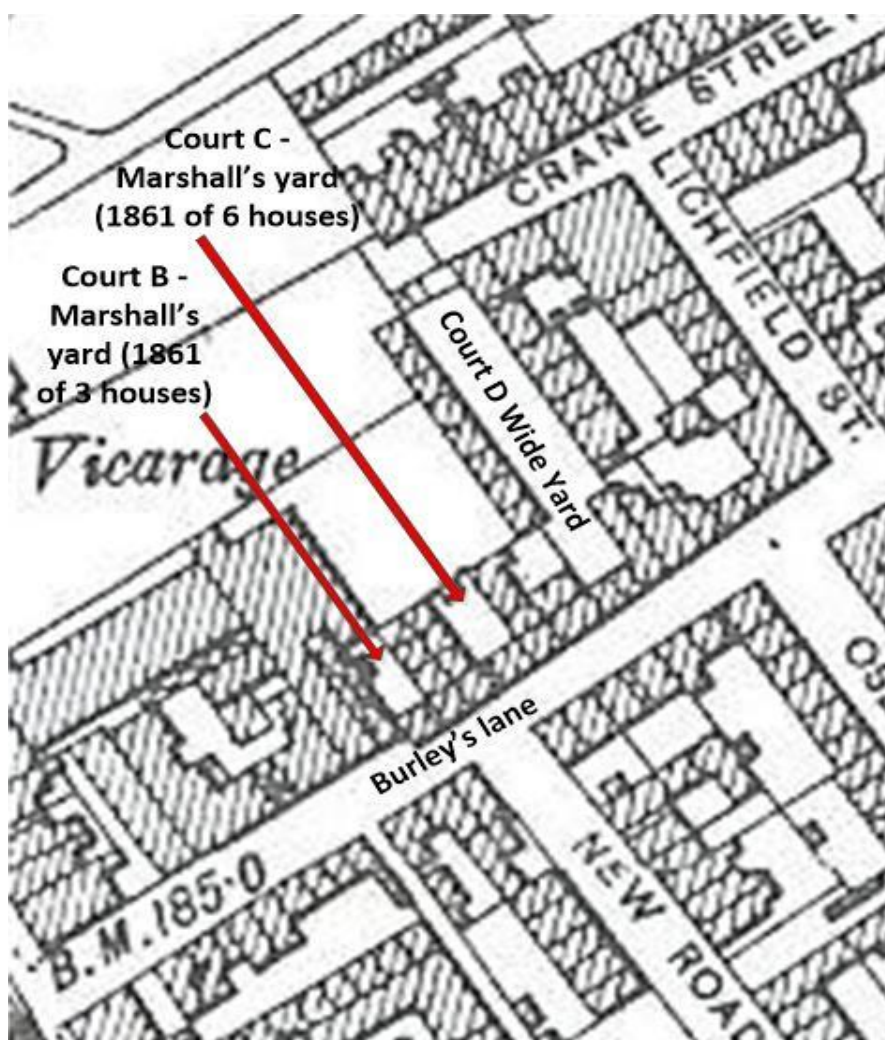 CRANE STREET
LICHFIELD ST.
Court C -
Marshall's yard
(1861 of 6 houses)
Court B -
Marshall's
yard (1861
of 3 houses)
Court D Wide Yard
Vicarage
Burley's lane
B.M.185.0
NEW ROAD